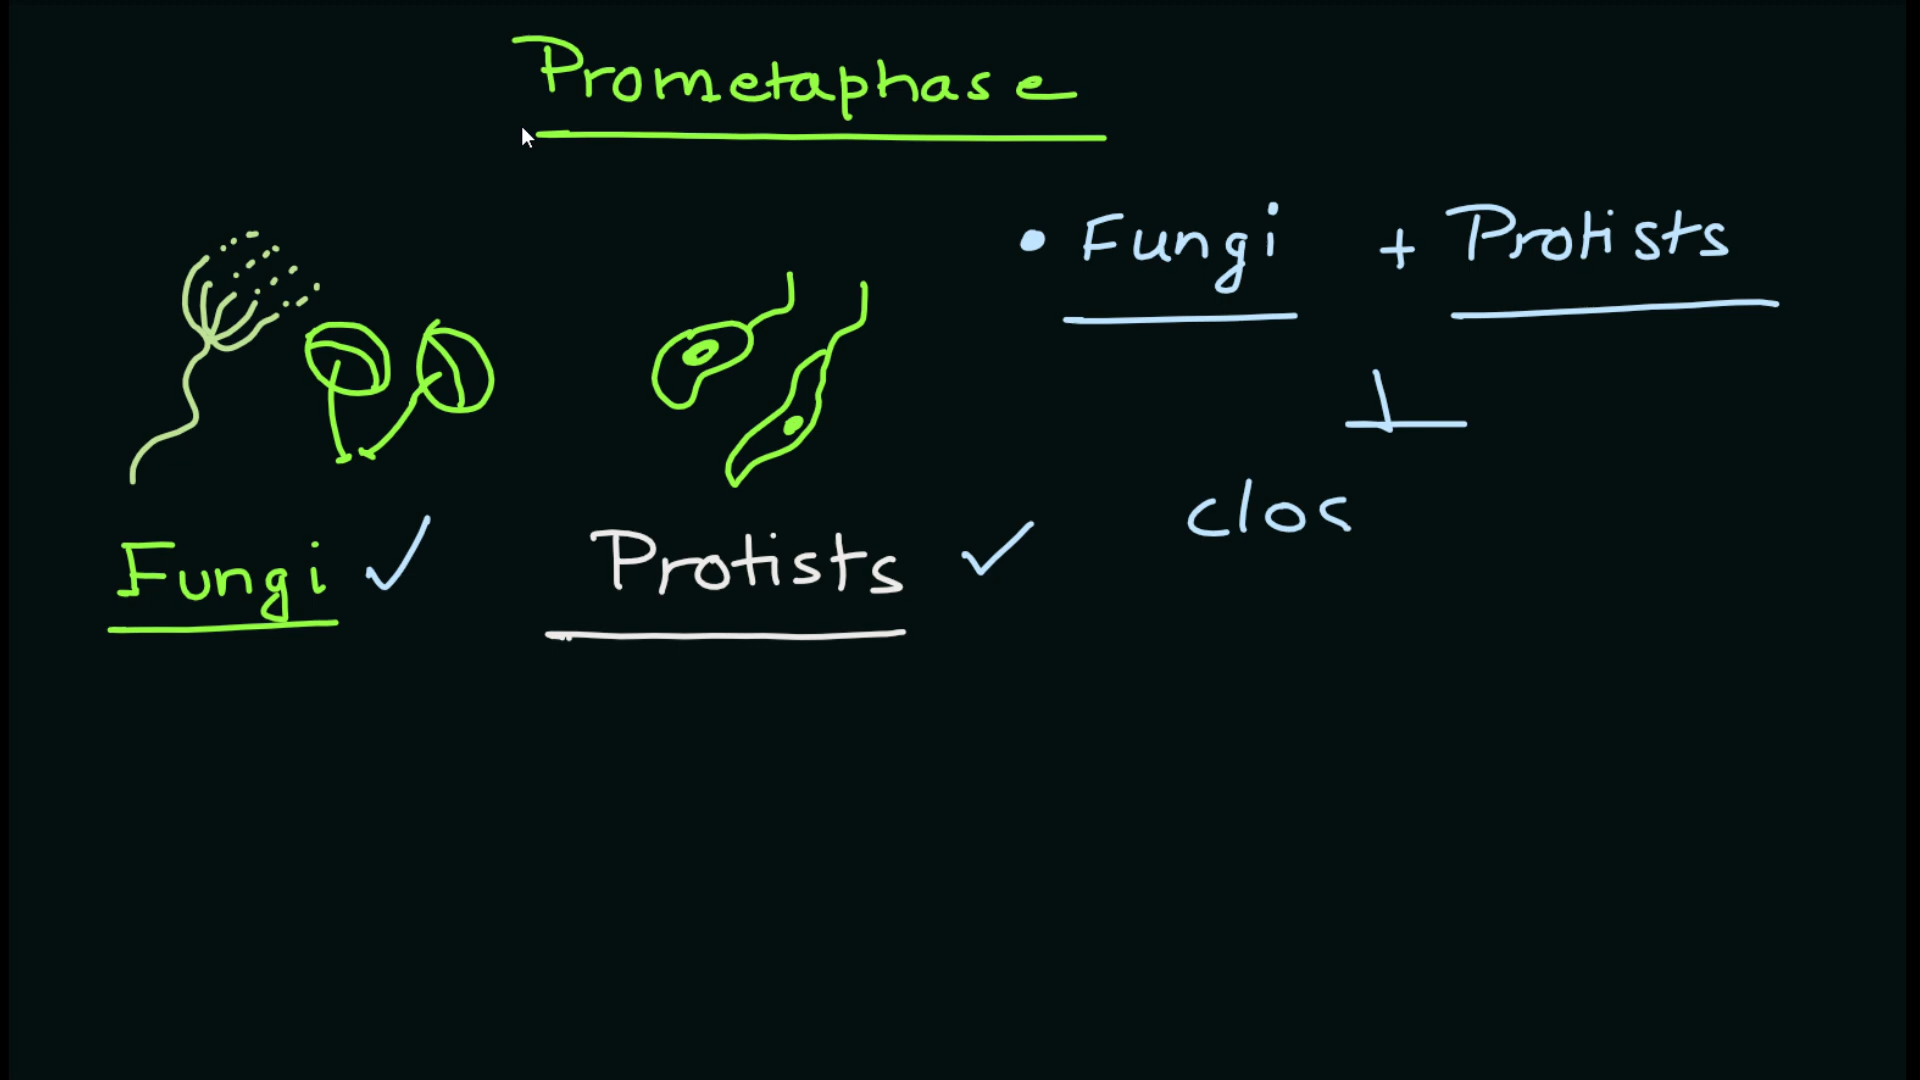 Prometaphase
• Fungi + Protists
clos
Fungi ✓ Protists ✓